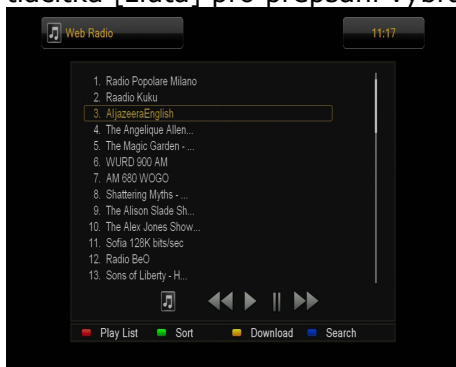 tlačítka [žlutá] pro přepsání vybra
Web Radio
11:17
1. Radio Popolare Milano
2. Raadio Kuku
3. AljazeeraEnglish
4. The Angelique Allen...
5. The Magic Garden - ...
6. WURD 900 AM
7. AM 680 WOGO
8. Shattering Myths - ...
9. The Alison Slade Sh...
10. The Alex Jones Show...
11. Sofia 128K bits/sec
12. Radio BeO
13. Sons of Liberty - H...
Play List Sort Download Search